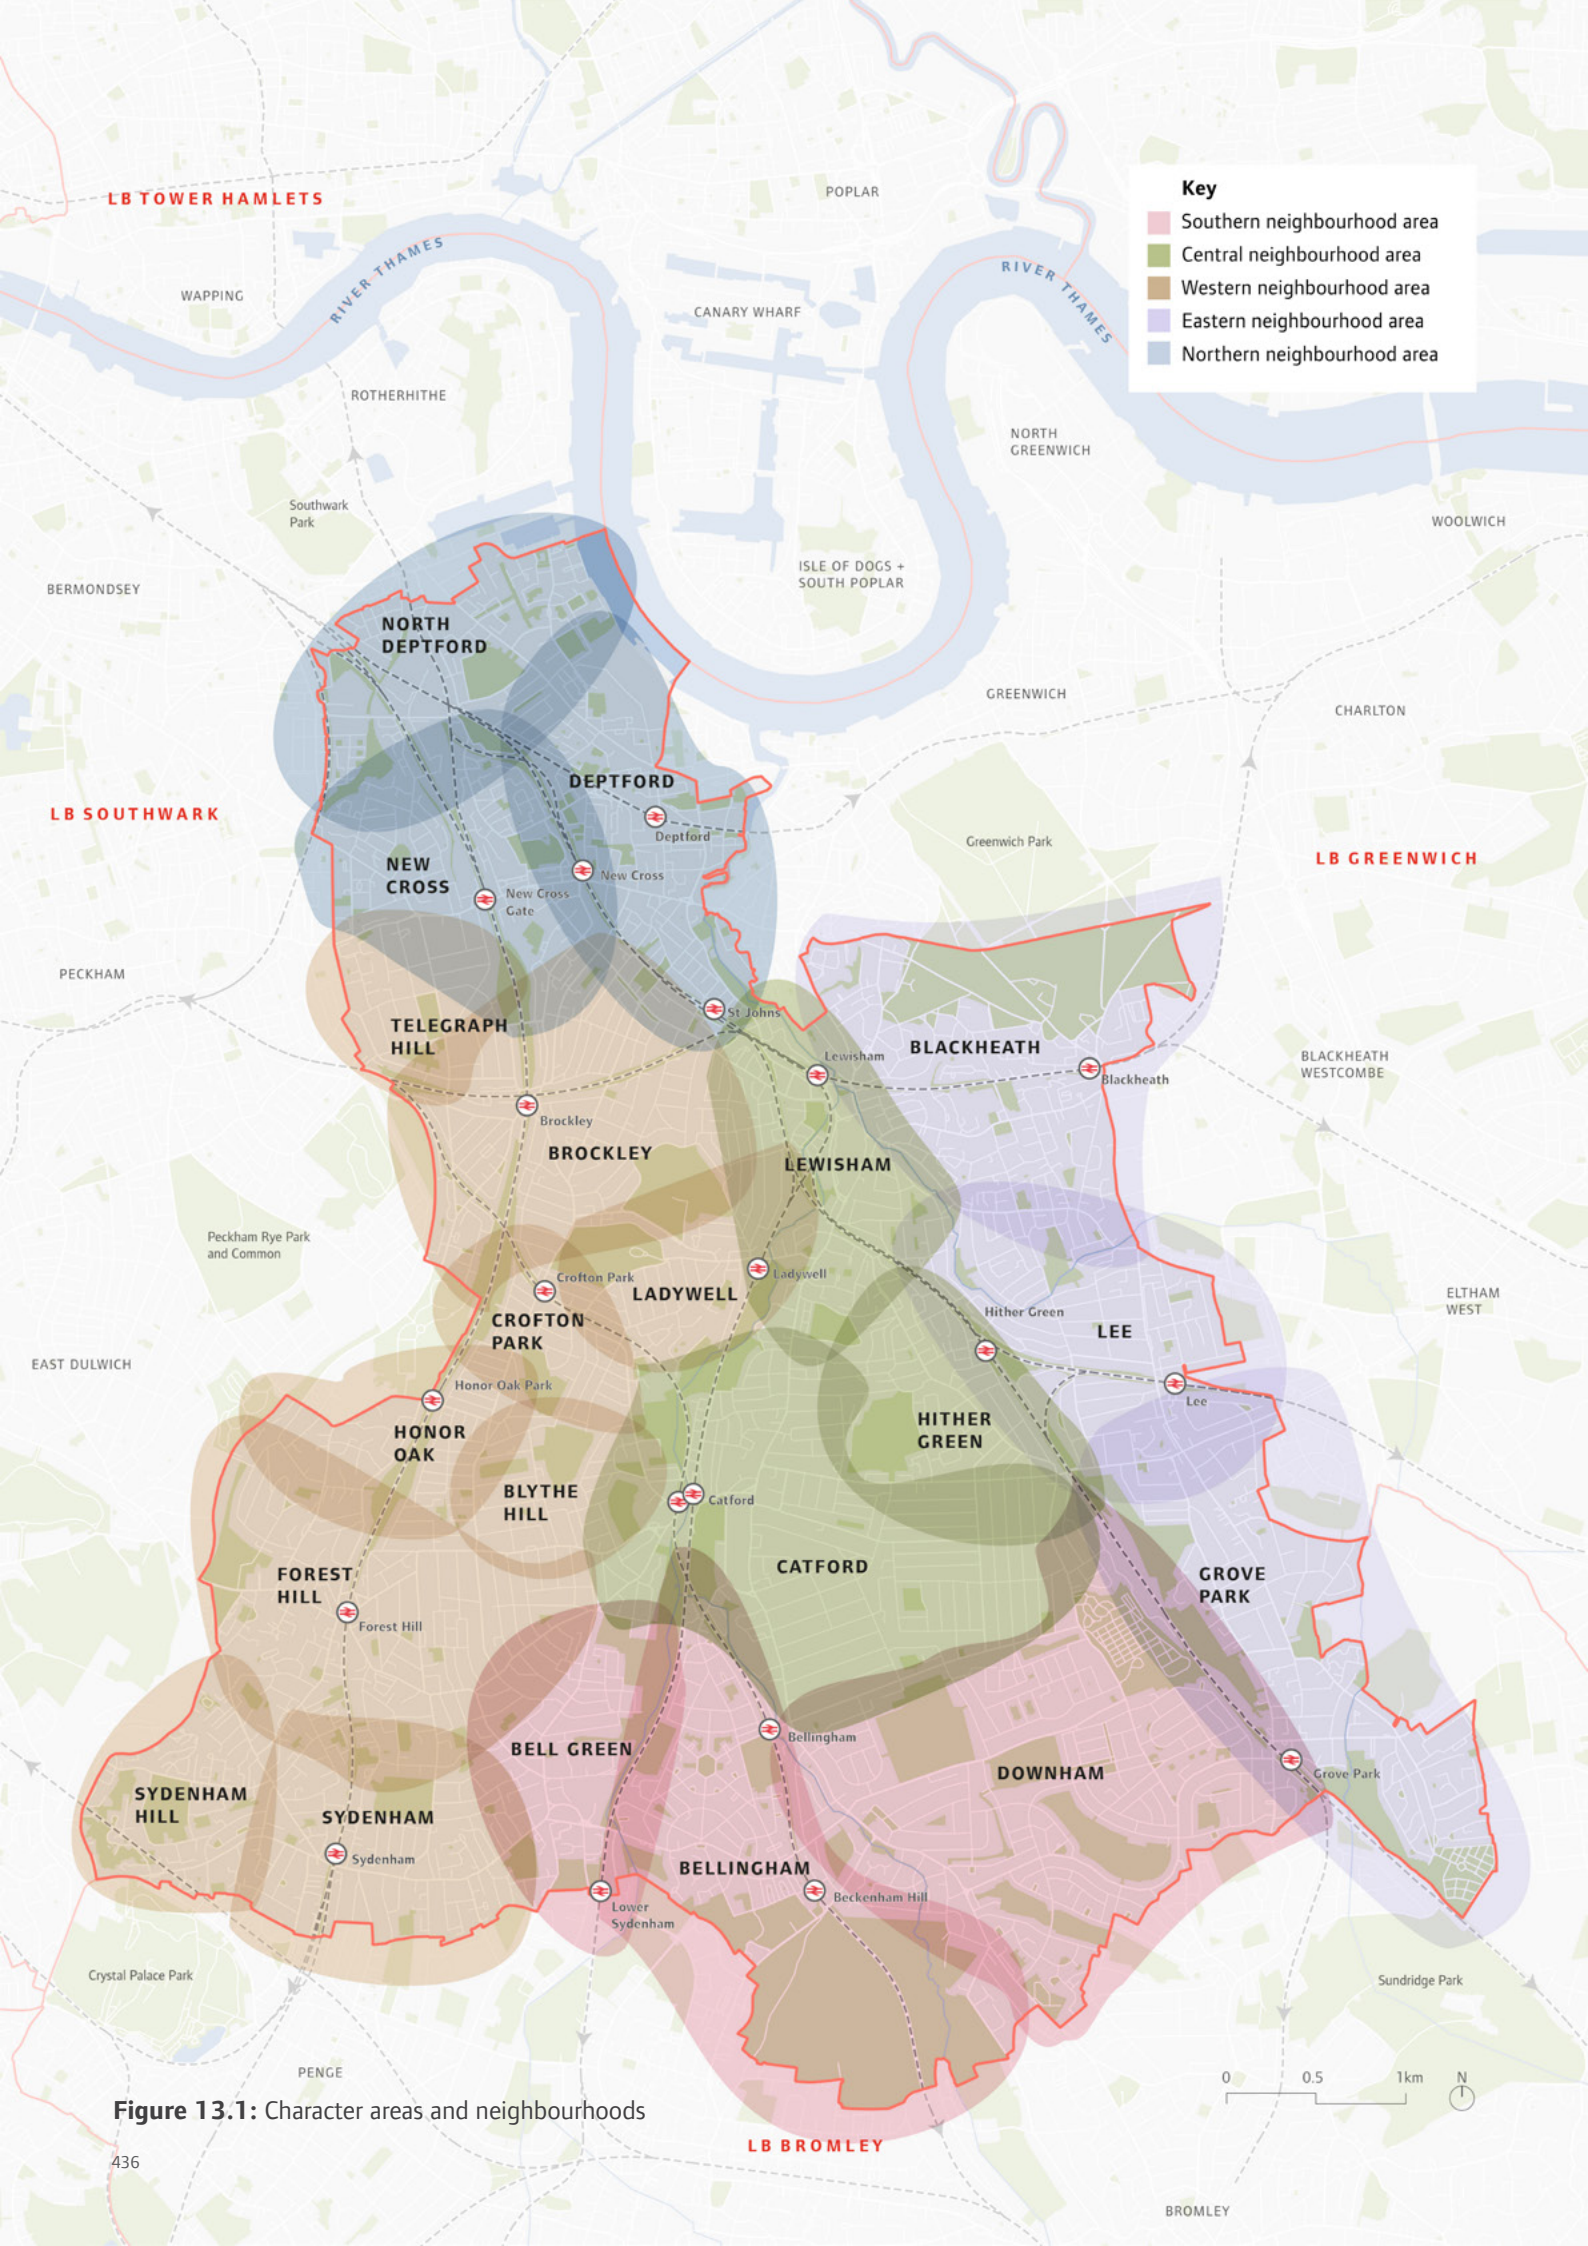 LB TOWER HAMLETS
POPLAR
Key
Southern neighbourhood area
Central neighbourhood area
Western neighbourhood area
Eastern neighbourhood area
Northern neighbourhood area
RIVER THAMES
RIVER THAMES
WAPPING
CANARY WHARF
ROTHERHITHE
NORTH
GREENWICH
Southwark
Park
WOOLWICH
ISLE OF DOGS +
SOUTH POPLAR
BERMONDSEY
NORTH
DEPTFORD
GREENWICH
CHARLTON
DEPTFORD
Deptford
LB SOUTHWARK
Greenwich Park
LB GREENWICH
NEW
CROSS
New Cross
New Cross
Gate
PECKHAM
St Johns
TELEGRAPH
HILL
Lewisham
BLACKHEATH
Blackheath
BLACKHEATH
WESTCOMBE
Brockley
BROCKLEY
LEWISHAM
Peckham Rye Park
and Common
Crofton Park
LADYWELL
Ladywell
CROFTON
PARK
Hither Green
LEE
ELTHAM
WEST
EAST DULWICH
Honor Oak Park
Lee
HONOR
OAK
HITHER
GREEN
BLYTHE
HILL
Catford
CATFORD
FOREST
HILL
Forest Hill
GROVE
PARK
BELL GREEN
Bellingham
DOWNHAM
Grove Park
SYDENHAM
HILL
SYDENHAM
Sydenham
BELLINGHAM
Beckenham Hill
Lower
Sydenham
Crystal Palace Park
Sundridge Park
PENGE
0 0.5 1km N
Figure 13.1: Character areas and neighbourhoods
LB BROMLEY
436
BROMLEY